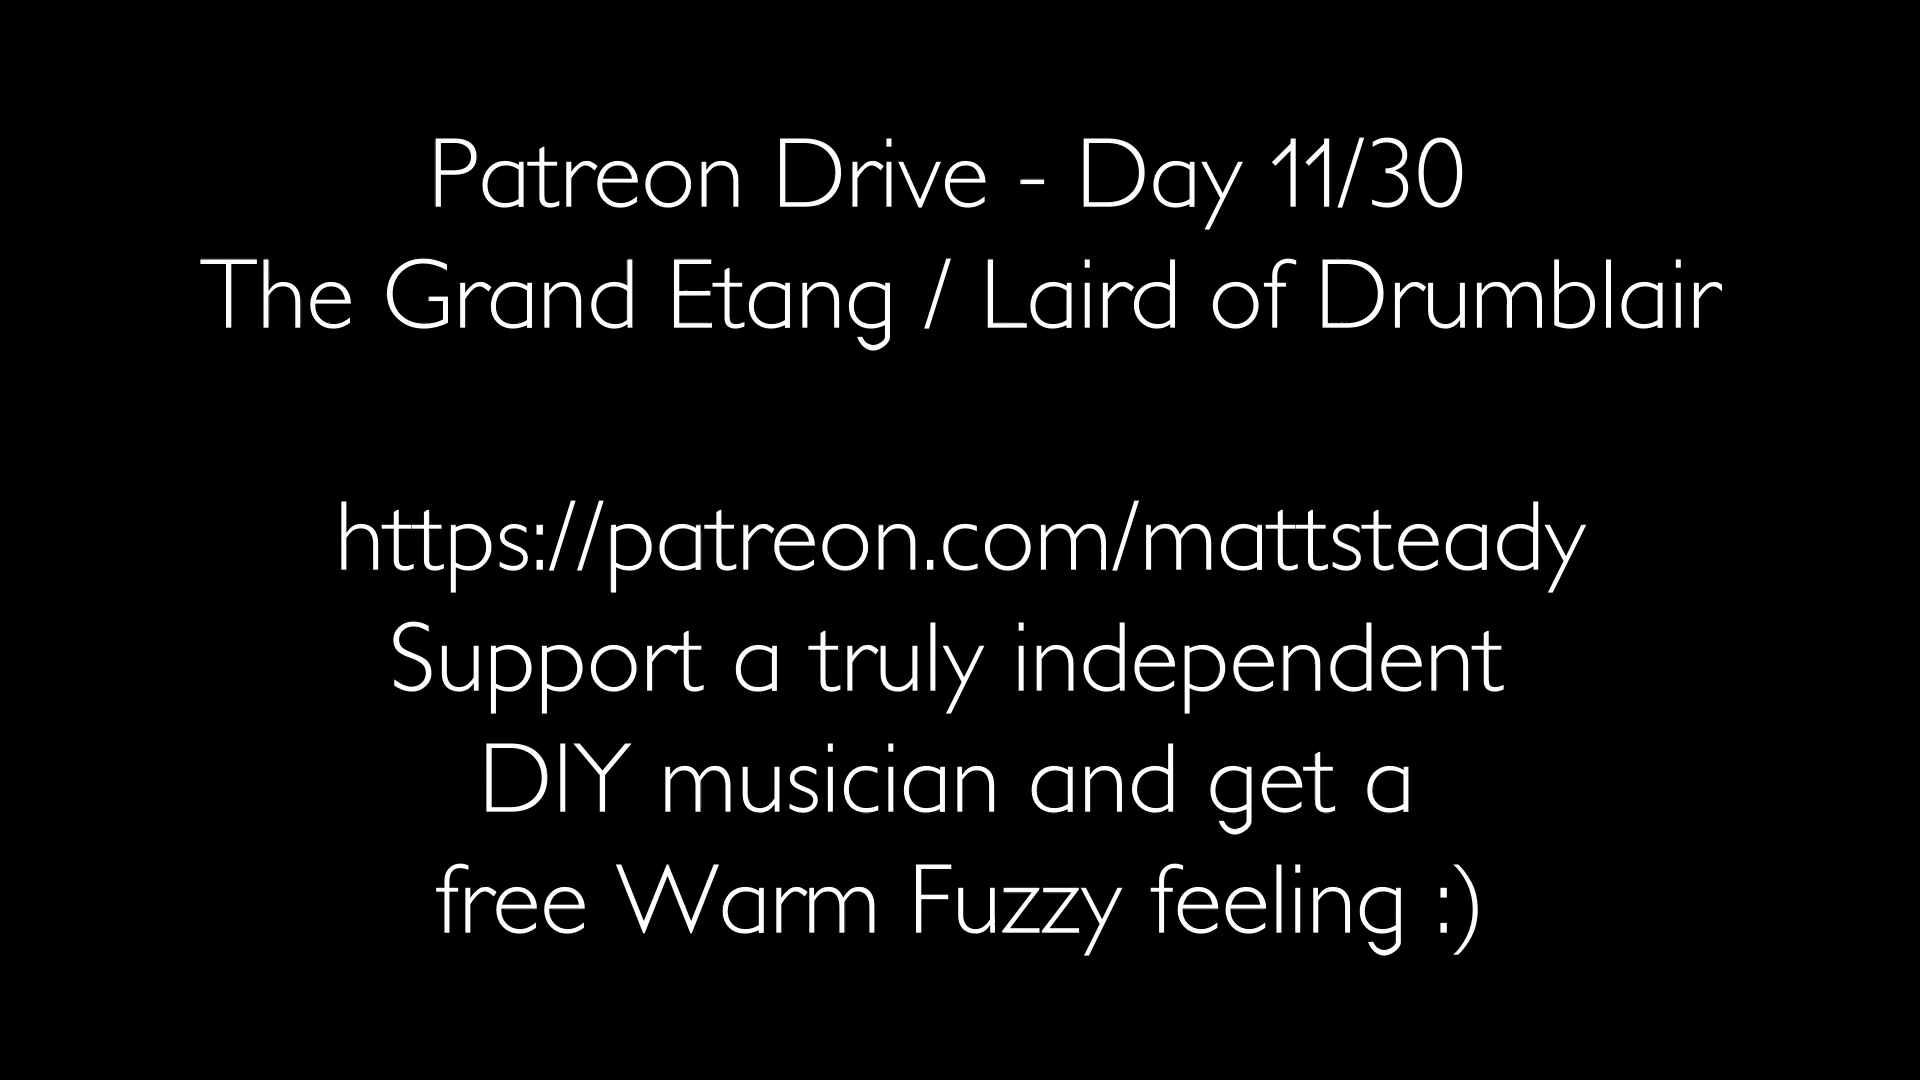 Patreon Drive - Day 11/30
The Grand Etang / Laird of Drumblair
https://patreon.com/mattsteady
Support a truly independent
DIY musician and get a
free Warm Fuzzy feeling :)